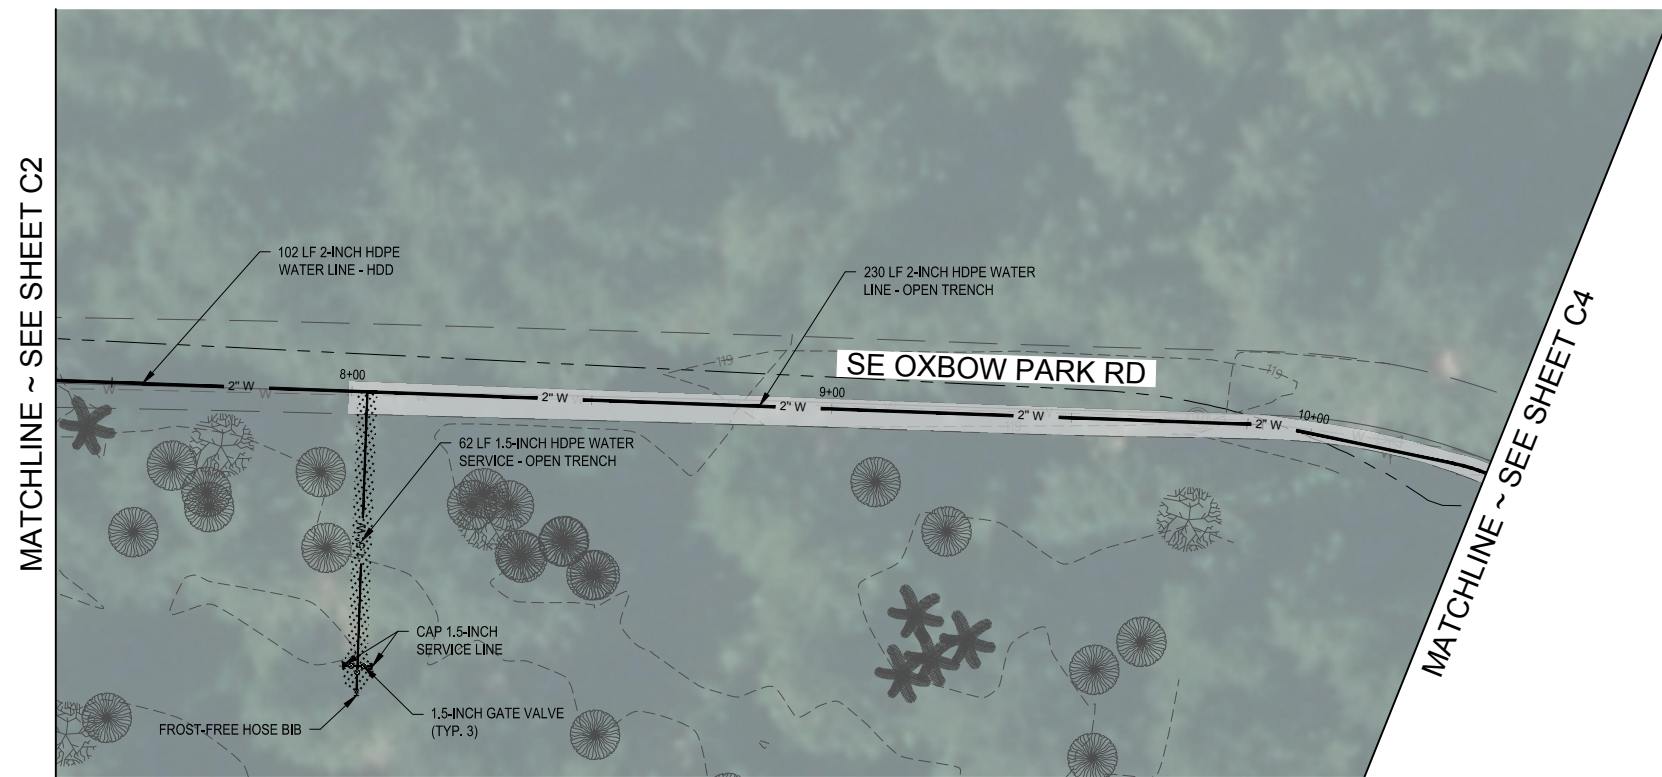 MATCHLINE ~ SEE SHEET C2
102 LF 2-INCH HDPE
WATER LINE - HDD
230 LF 2-INCH HDPE WATER
LINE - OPEN TRENCH
119
SE OXBOW PARK RD
119
8+00
9+00
10+00
W
2" W
W
2" W
2" W
2" W
2" W
W
119
62 LF 1.5-INCH HDPE WATER
SERVICE - OPEN TRENCH
CAP 1.5-INCH
SERVICE LINE
1.5-INCH GATE VALVE
(TYP. 3)
FROST-FREE HOSE BIB
MATCHLINE ~ SEE SHEET C4